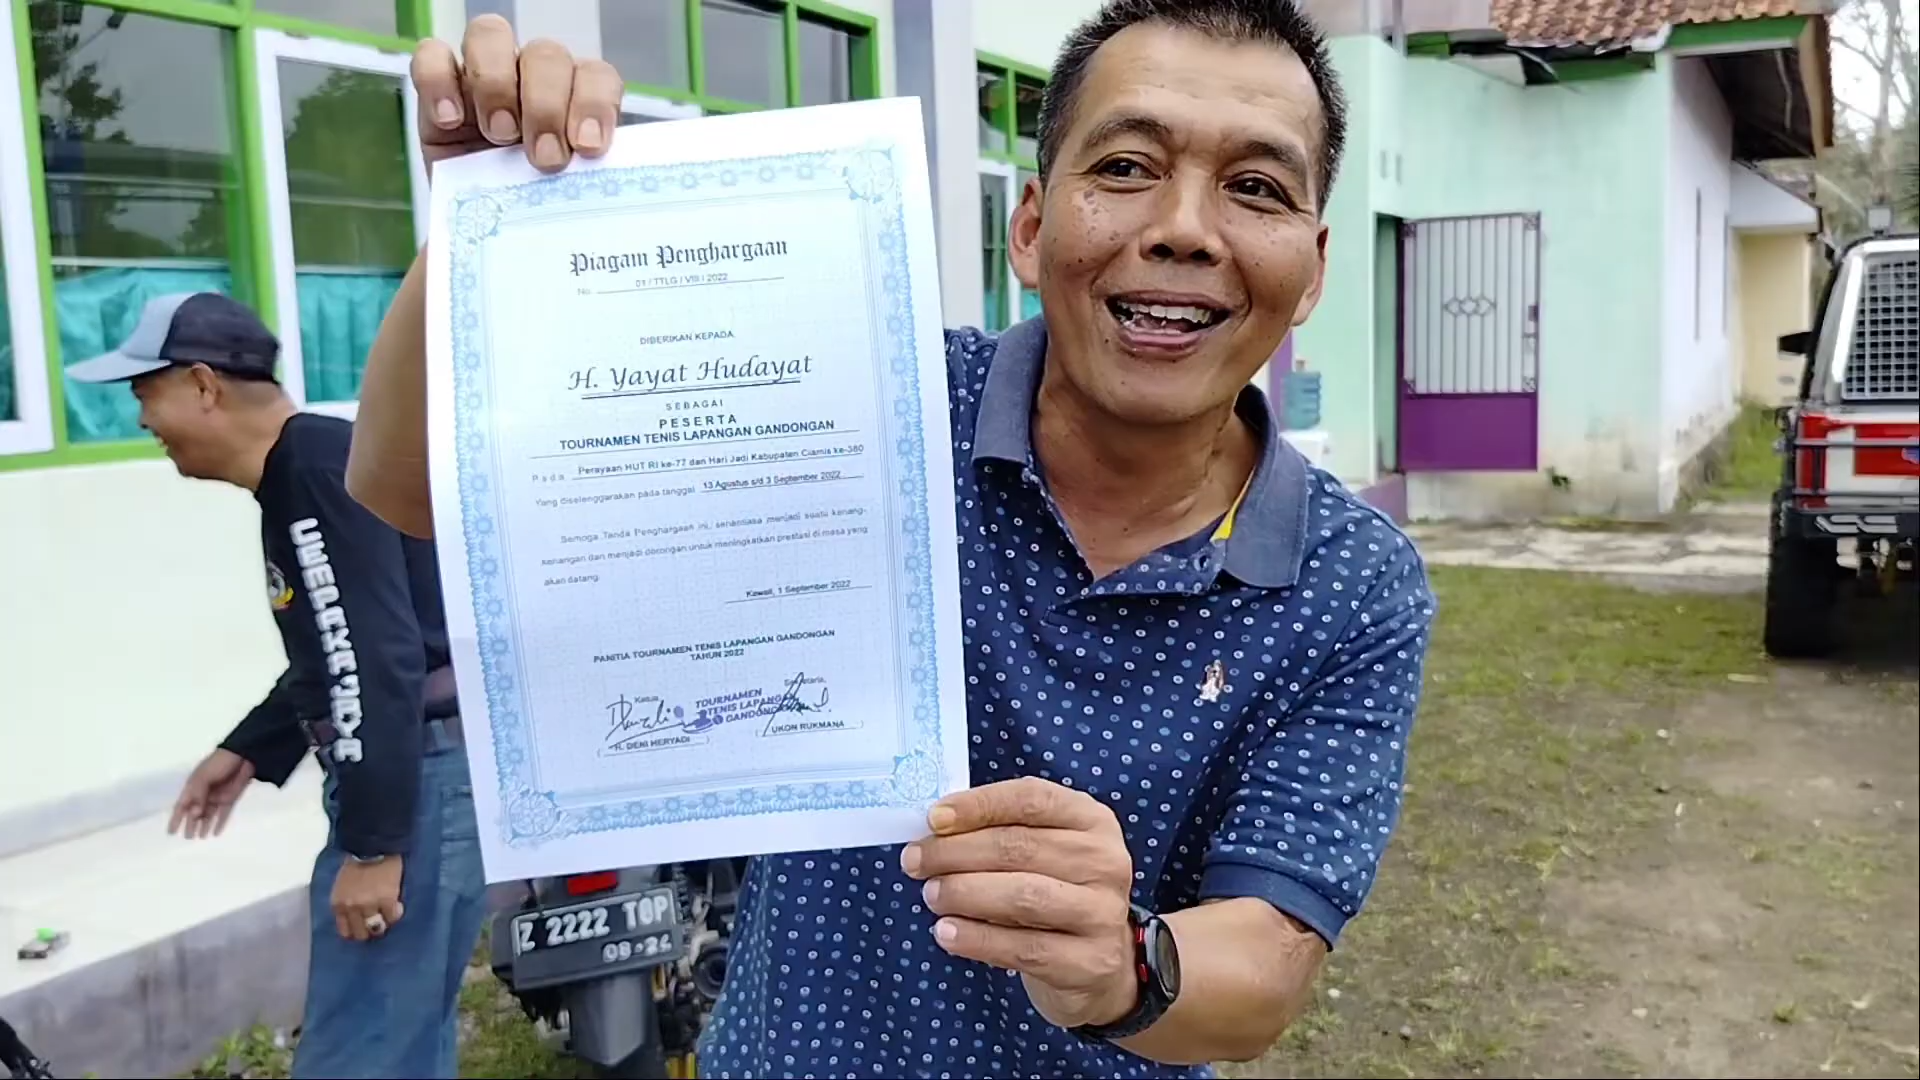 Piagam Penghargaan
No. 01 / TTLG / VIII / 2022
DIBERIKAN KEPADA
H. Yayat Hudayat
SEBAGAI
PESERTA
TOURNAMEN TENIS LAPANGAN GANDONGAN
Pada Perayaan HUT RI ke-77 dan Hari Jadi Kabupaten Ciamis ke-380
Yang diselenggarakan pada tanggal 13 Agustus s/d 3 September 2022
Semoga Tanda Penghargaan ini, senantiasa menjadi suatu kenang-
kenangan dan menjadi dorongan untuk meningkatkan prestasi di masa yang
akan datang
Kawali, 1 September 2022
PANITIA TOURNAMEN TENIS LAPANGAN GANDONGAN
TAHUN 2022
Ketua
Sekretaris,
TOURNAMEN
TENIS LAPANGAN
GANDONGAN
( H. DENI HERYADI )
( UKON RUKMANA )
Z 2222 TOP
08·24